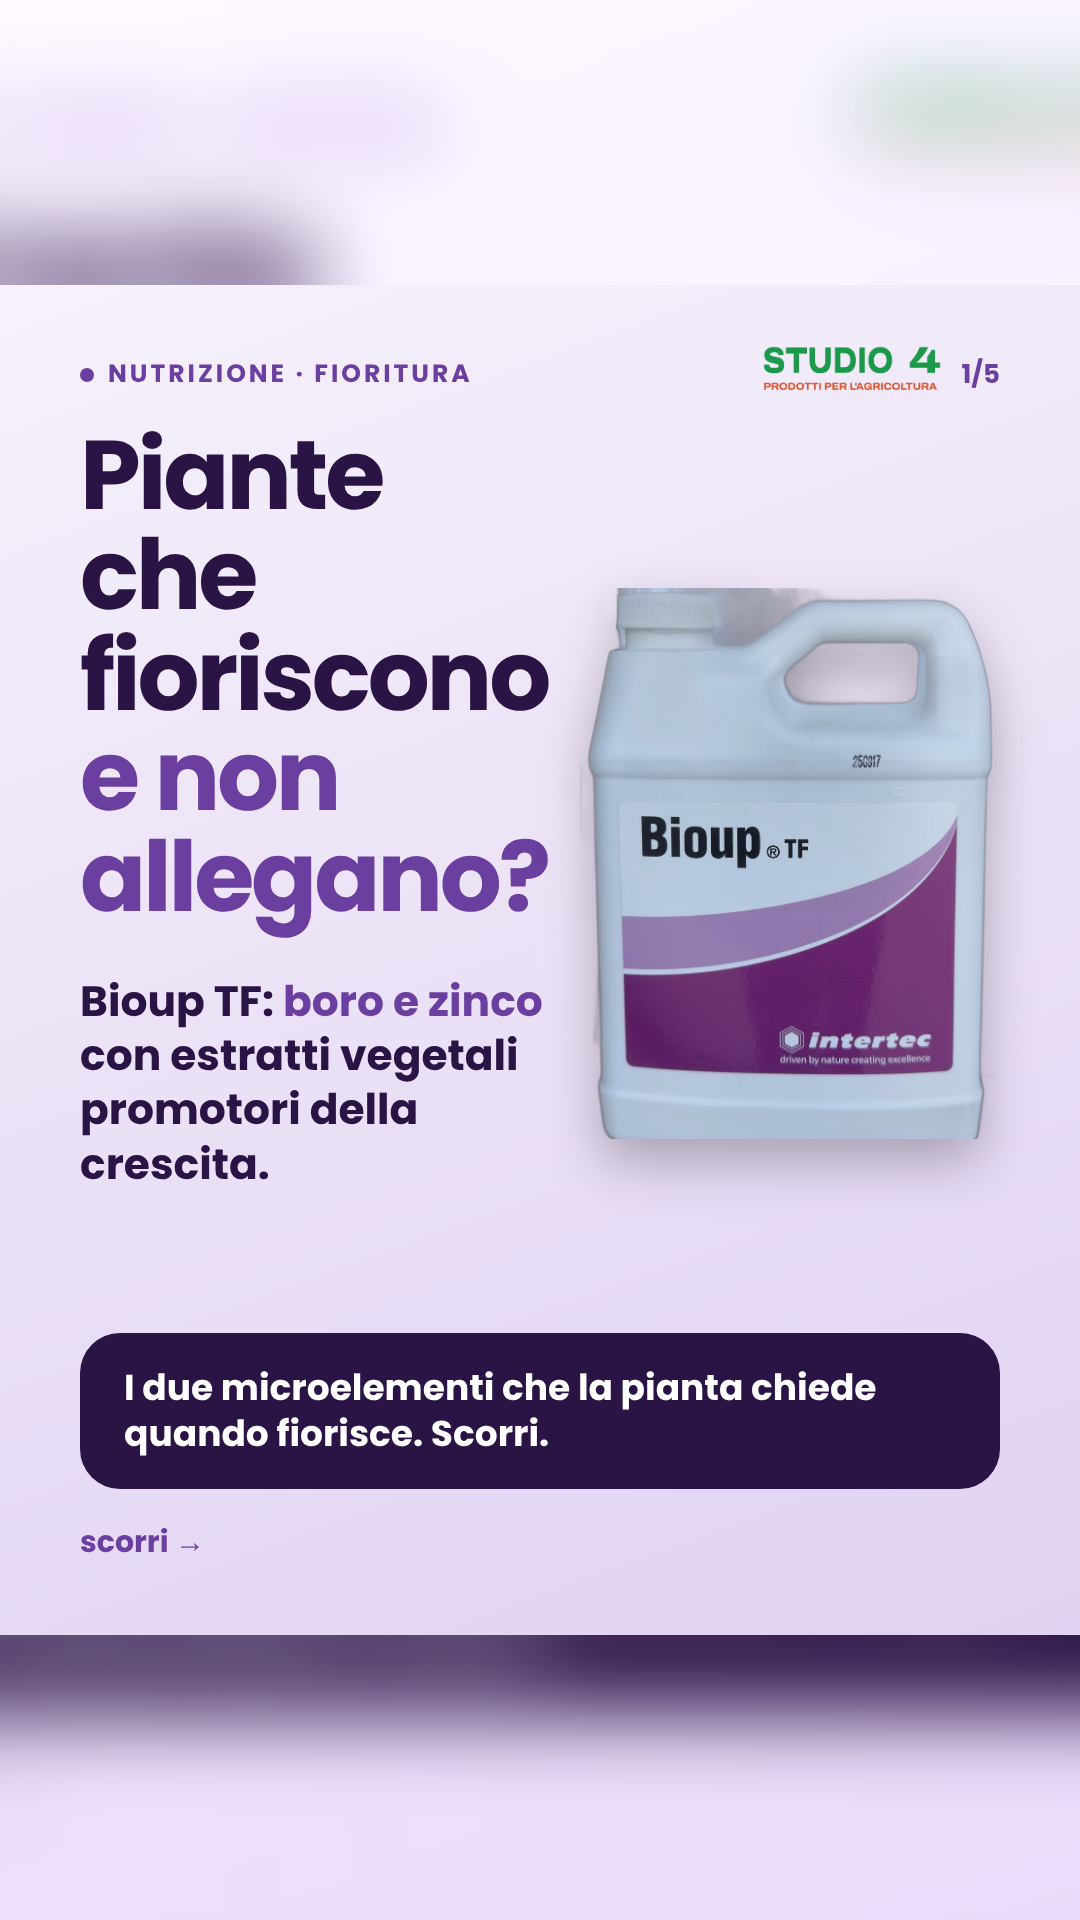 NUTRIZIONE · FIORITURA
STUDIO 4
PRODOTTI PER L'AGRICOLTURA
1/5
Piante
che
fioriscono
e non
allegano?
Bioup TF: boro e zinco
con estratti vegetali
promotori della
crescita.
250317
Bioup ® TF
intertec
driven by nature creating excellence
I due microelementi che la pianta chiede
quando fiorisce. Scorri.
scorri →